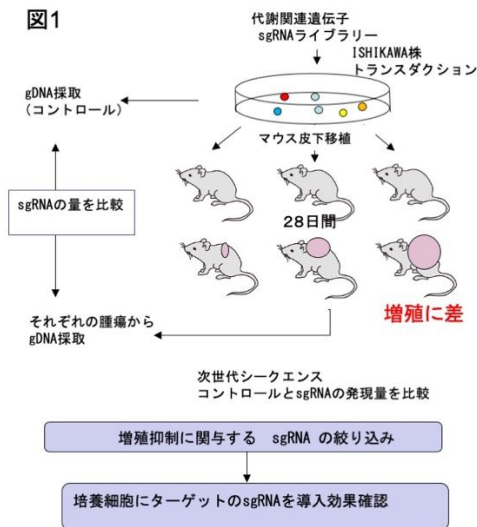 図1
代謝関連遺伝子
sgRNAライブラリー
ISHIKAWA株
トランスダクション
gDNA採取
(コントロール)
マウス皮下移植
sgRNAの量を比較
28日間
増殖に差
それぞれの腫瘍から
gDNA採取
次世代シークエンス
コントロールとsgRNAの発現量を比較
増殖抑制に関与する sgRNA の絞り込み
培養細胞にターゲットのsgRNAを導入効果確認